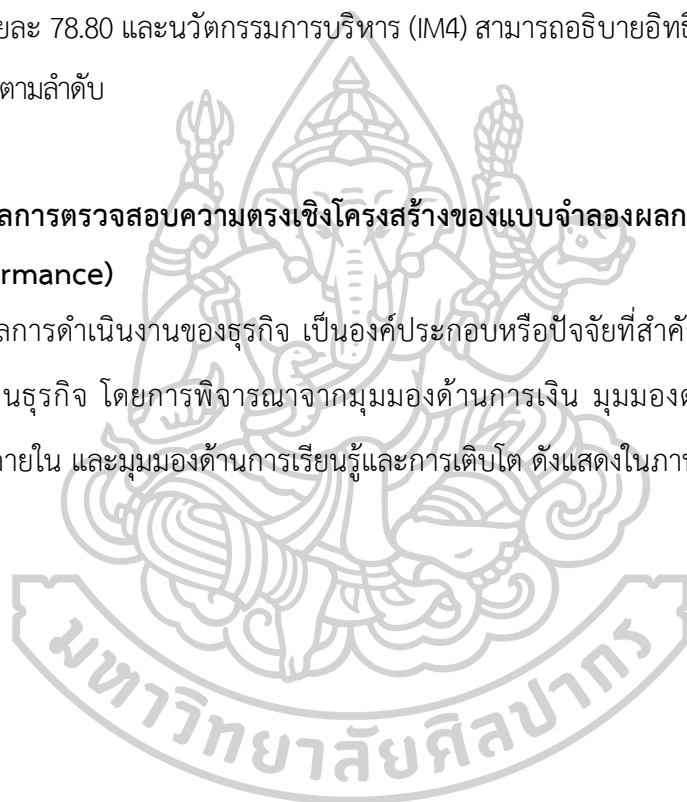 ยละ 78.80 และนวัตกรรมการบริหาร (IM4) สามารถอธิบายอิทธิ
ตามลำดับ
ลการตรวจสอบความตรงเชิงโครงสร้างของแบบจำลองผลก
rmance)
ลการดำเนินงานของธุรกิจ เป็นองค์ประกอบหรือปัจจัยที่สำคั
นธุรกิจ โดยการพิจารณาจากมุมมองด้านการเงิน มุมมองด
ายใน และมุมมองด้านการเรียนรู้และการเติบโต ดังแสดงในภา
มหาวิทยาลัยศิลปากร